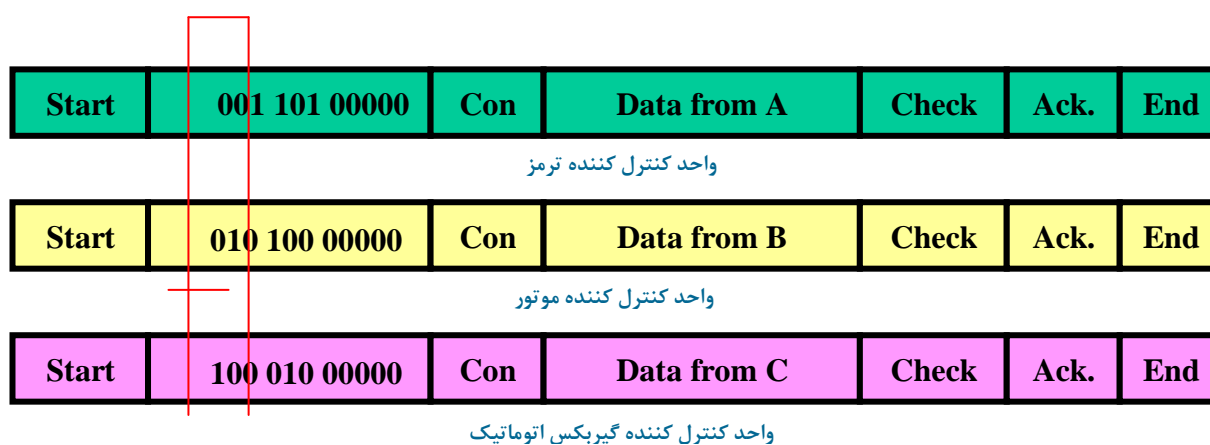 Start 001 101 00000 Con Data from A Check Ack. End
واحد کنترل کننده ترمز
Start 010 100 00000 Con Data from B Check Ack. End
واحد کنترل کننده موتور
Start 100 010 00000 Con Data from C Check Ack. End
واحد کنترل کننده گیربکس اتوماتیک